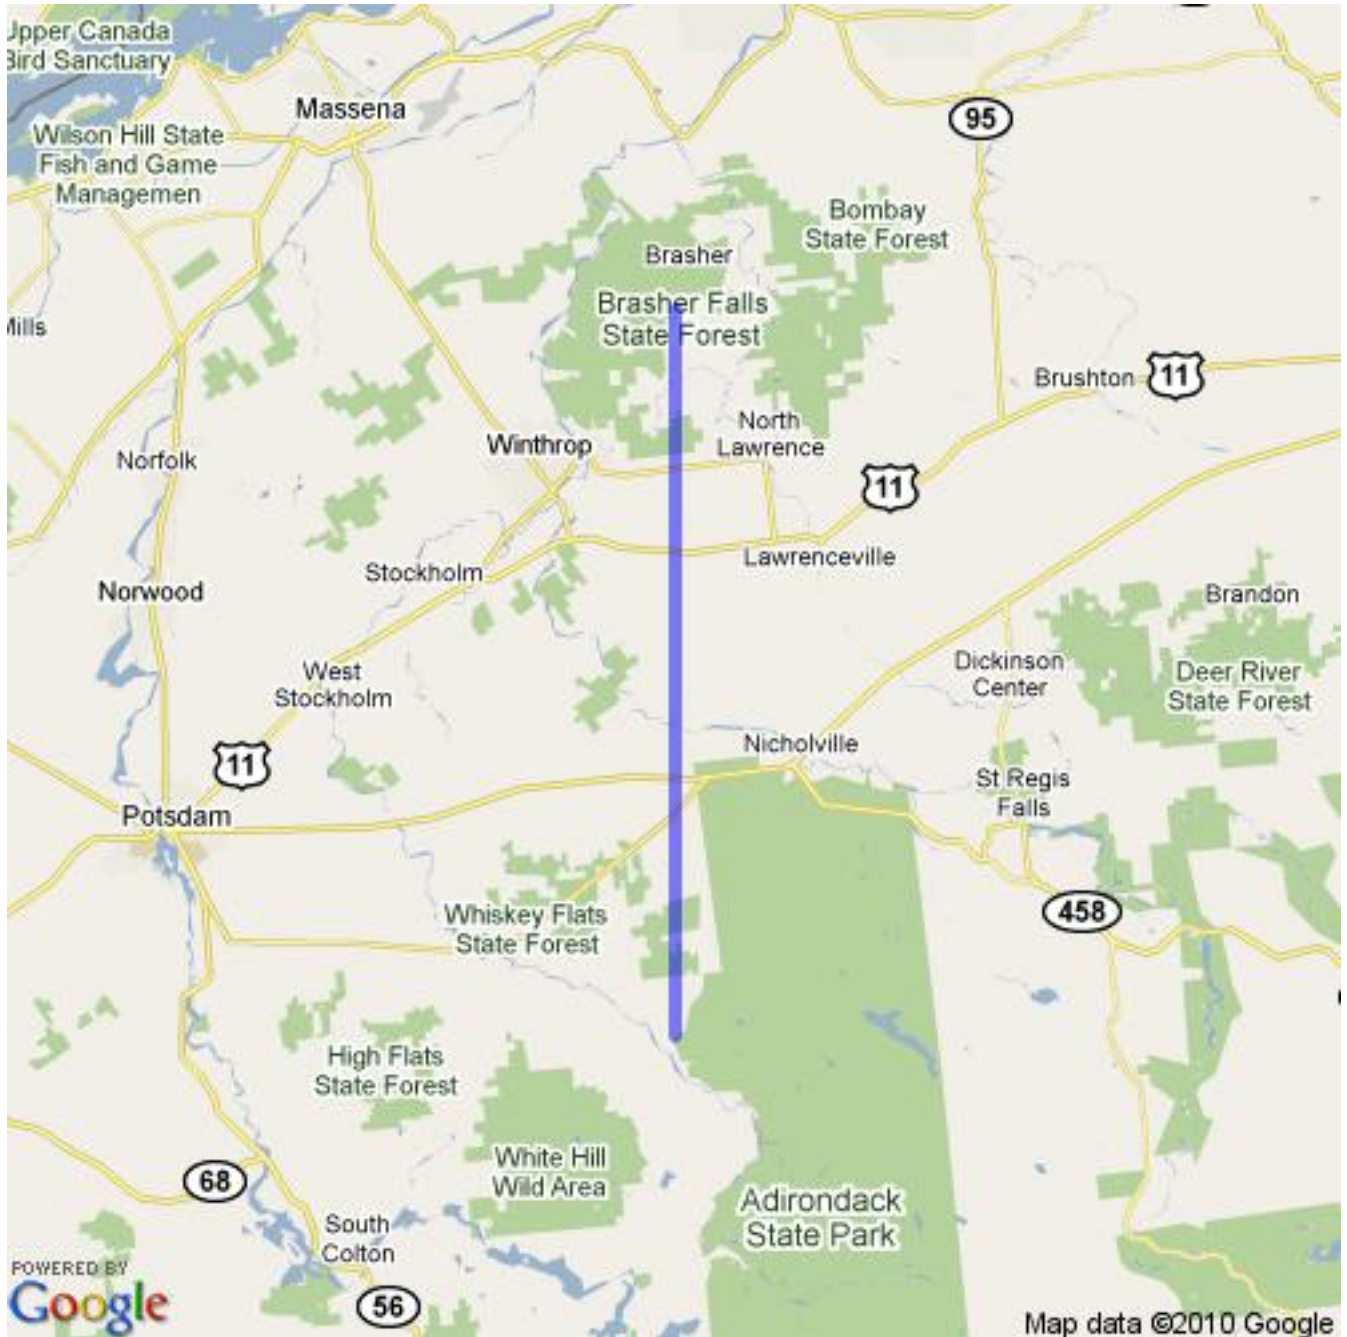 Upper Canada
Bird Sanctuary
Massena
95
Wilson Hill State
Fish and Game
Managemen
Bombay
State Forest
Brasher
Brasher Falls
State Forest
Mills
Brushton
11
North
Lawrence
Winthrop
Norfolk
11
Lawrenceville
Stockholm
Norwood
Brandon
West
Stockholm
Dickinson
Center
Deer River
State Forest
Nicholville
11
St Regis
Falls
Potsdam
Whiskey Flats
State Forest
458
High Flats
State Forest
White Hill
Wild Area
68
Adirondack
State Park
South
Colton
POWERED BY
Google
56
Map data ©2010 Google